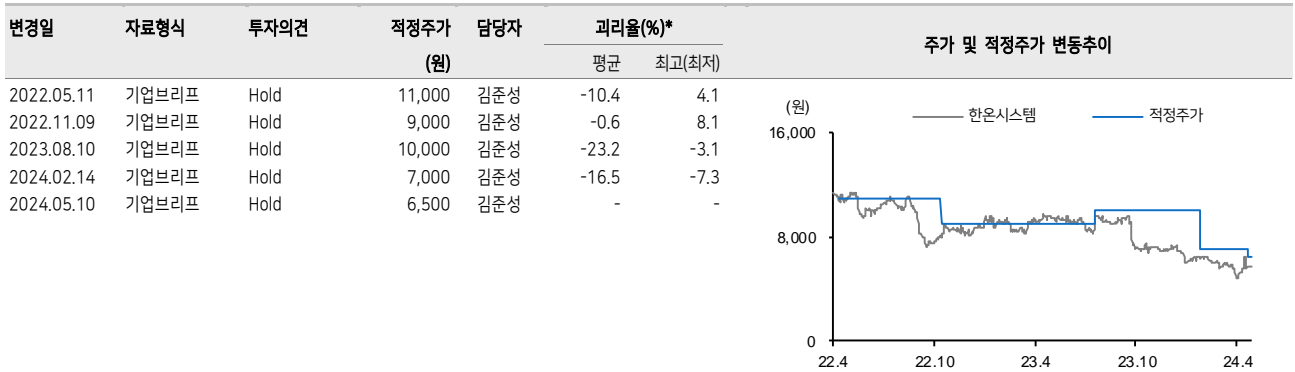 변경일 자료형식 투자의견 적정주가 담당자 괴리율(%)* 주가 및 적정주가 변동추이
(원) 평균 최고(최저)
2022.05.11 기업브리프 Hold 11,000 김준성 -10.4 4.1
2022.11.09 기업브리프 Hold 9,000 김준성 -0.6 8.1
2023.08.10 기업브리프 Hold 10,000 김준성 -23.2 -3.1
2024.02.14 기업브리프 Hold 7,000 김준성 -16.5 -7.3
2024.05.10 기업브리프 Hold 6,500 김준성 - -
(원) 한온시스템 적정주가
16,000
8,000
0
22.4 22.10 23.4 23.10 24.4